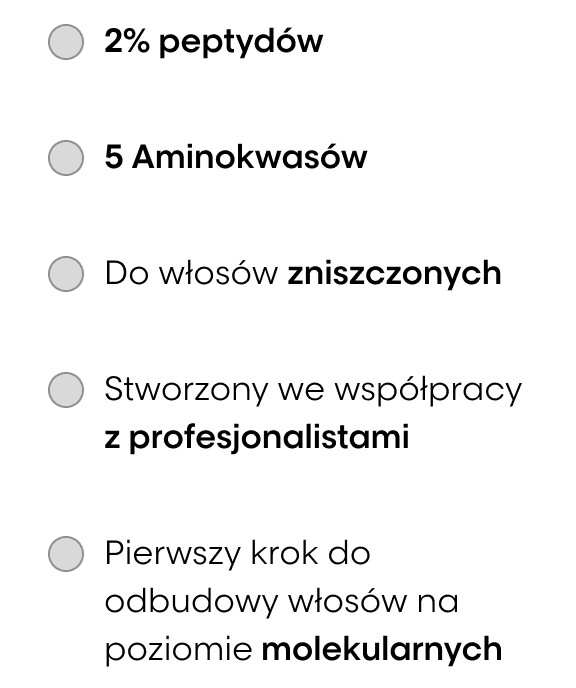 2% peptydów
5 Aminokwasów
Do włosów zniszczonych
Stworzony we współpracy
z profesjonalistami
Pierwszy krok do
odbudowy włosów na
poziomie molekularnych